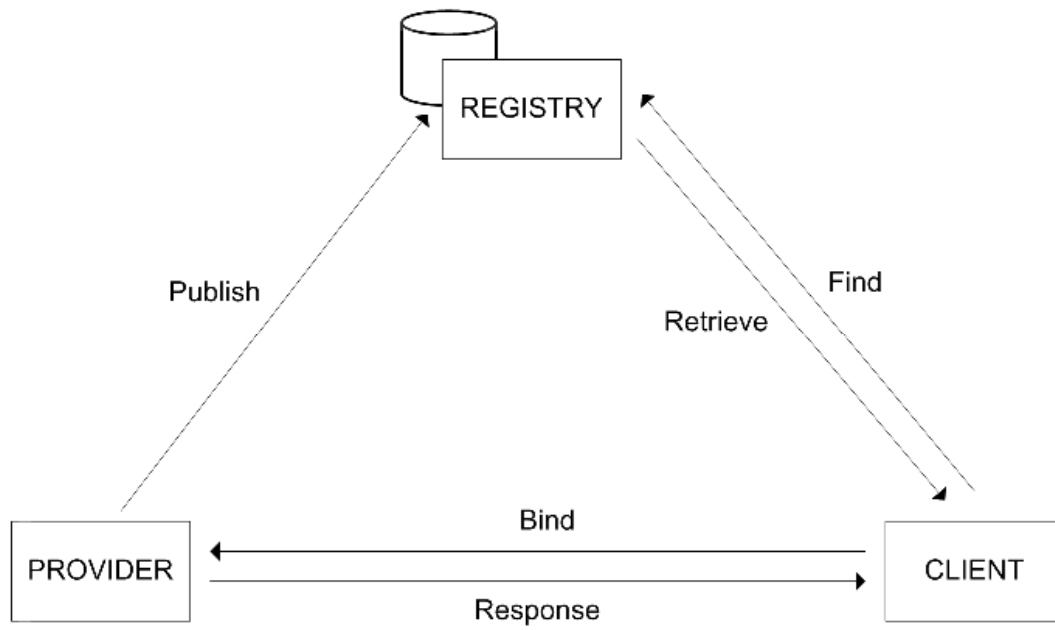 REGISTRY
Publish
Find
Retrieve
Bind
PROVIDER
CLIENT
Response